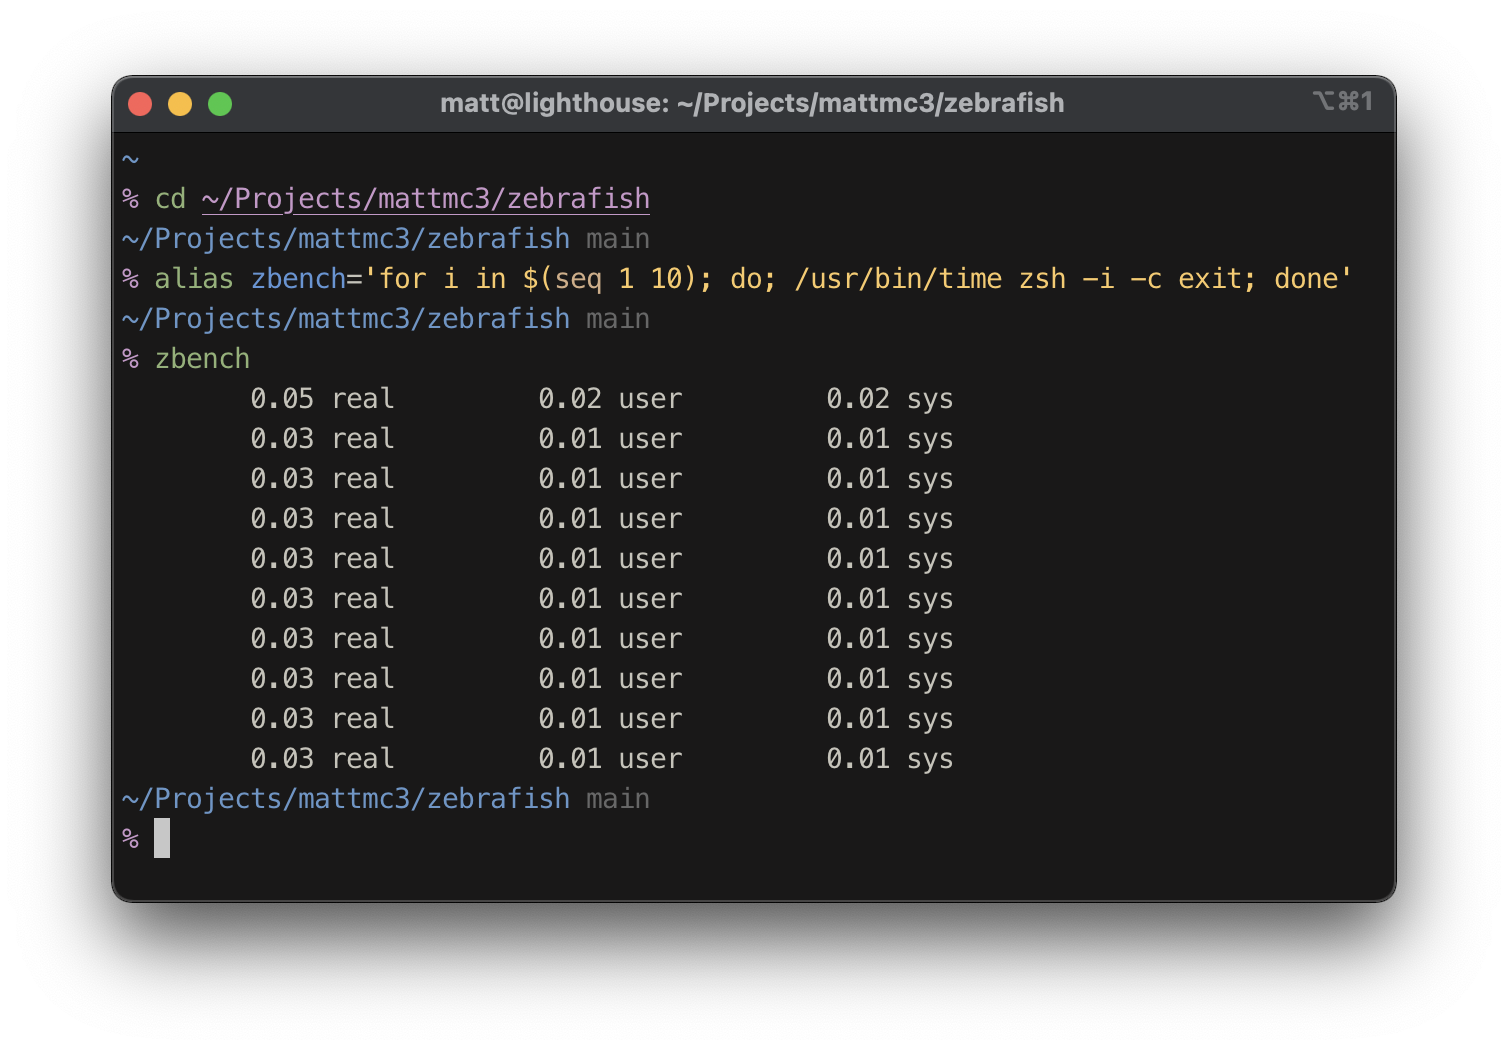 matt@lighthouse: ~/Projects/mattmc3/zebrafish ⌥⌘1
~
% cd ~/Projects/mattmc3/zebrafish
~/Projects/mattmc3/zebrafish main
% alias zbench='for i in $(seq 1 10); do; /usr/bin/time zsh -i -c exit; done'
~/Projects/mattmc3/zebrafish main
% zbench
0.05 real 0.02 user 0.02 sys
0.03 real 0.01 user 0.01 sys
0.03 real 0.01 user 0.01 sys
0.03 real 0.01 user 0.01 sys
0.03 real 0.01 user 0.01 sys
0.03 real 0.01 user 0.01 sys
0.03 real 0.01 user 0.01 sys
0.03 real 0.01 user 0.01 sys
0.03 real 0.01 user 0.01 sys
0.03 real 0.01 user 0.01 sys
~/Projects/mattmc3/zebrafish main
%